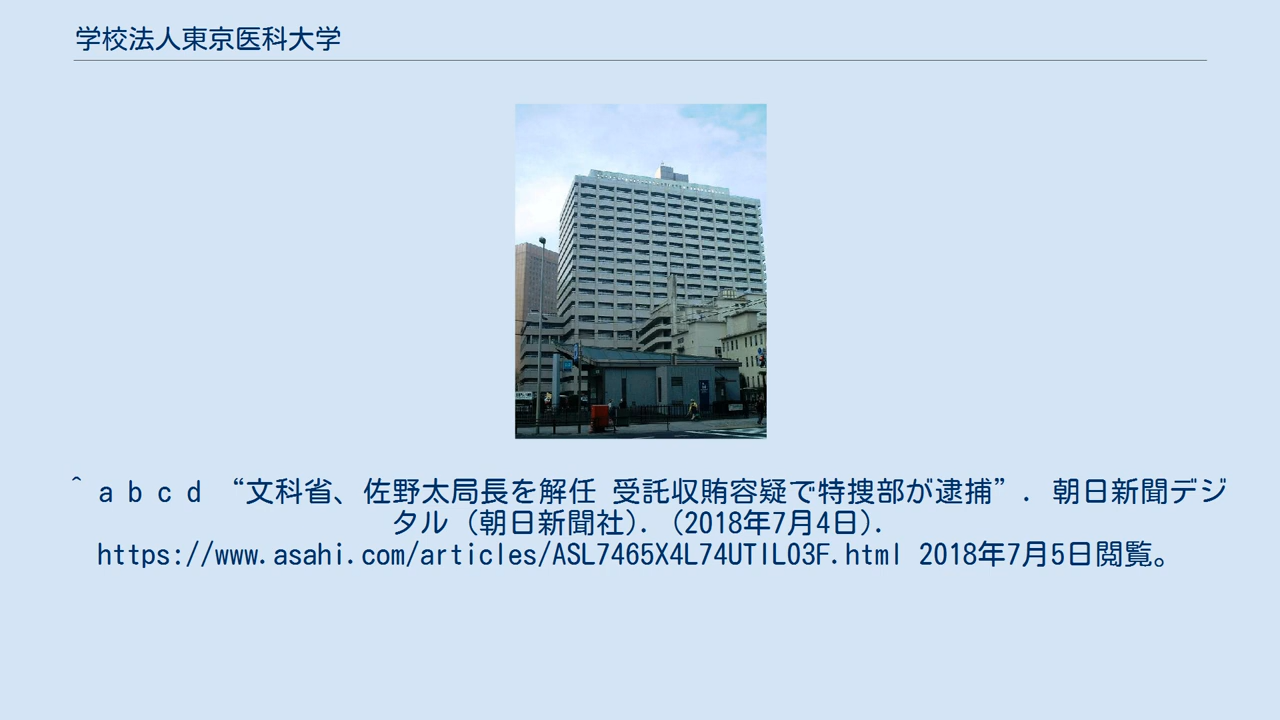 学校法人東京医科大学
^ a b c d “文科省、佐野太局長を解任 受託収賄容疑で特捜部が逮捕”. 朝日新聞デジ
タル (朝日新聞社). (2018年7月4日).
https://www.asahi.com/articles/ASL7465X4L74UTIL03F.html 2018年7月5日閲覧。